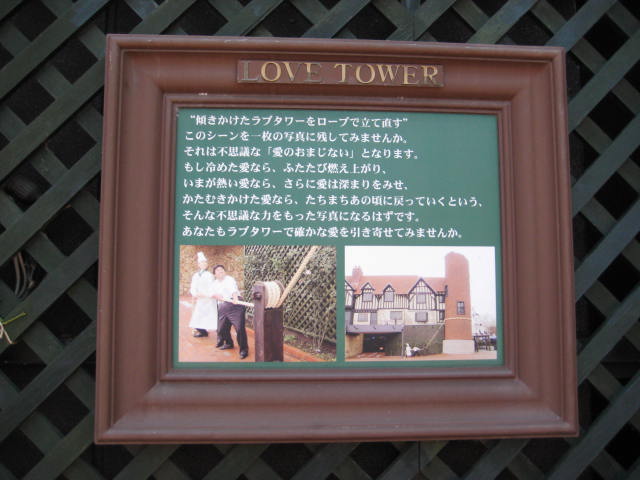 LOVE TOWER
“傾きかけたラブタワーをロープで立て直す”
このシーンを一枚の写真に残してみませんか。
それは不思議な「愛のおまじない」となります。
もし冷めた愛なら、ふたたび燃え上がり、
いまが熱い愛なら、さらに愛は深まりをみせ、
かたむきかけた愛なら、たちまちあの頃に戻っていくという、
そんな不思議な力をもった写真になるはずです。
あなたもラブタワーで確かな愛を引き寄せてみませんか。